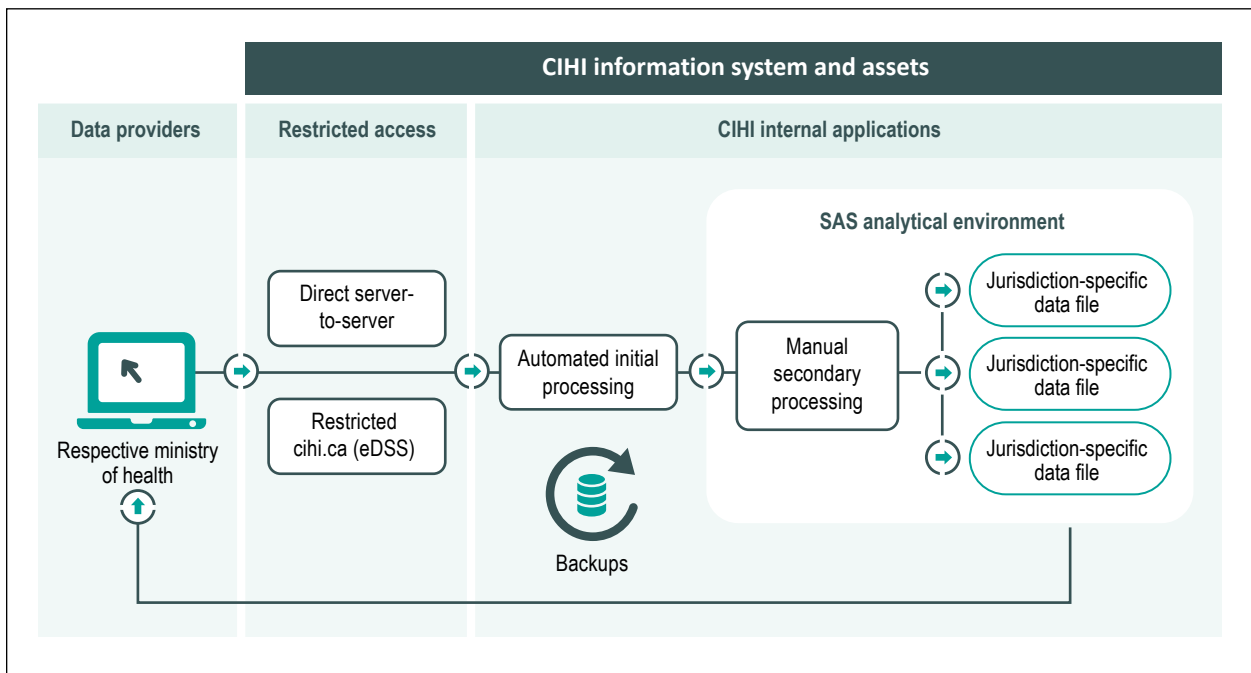 CIHI information system and assets
Data providers
Restricted access
CIHI internal applications
SAS analytical environment
Direct server-
to-server
Restricted
cihi.ca (eDSS)
Respective ministry
of health
Automated initial
processing
Backups
Manual
secondary
processing
Jurisdiction-specific
data file
Jurisdiction-specific
data file
Jurisdiction-specific
data file